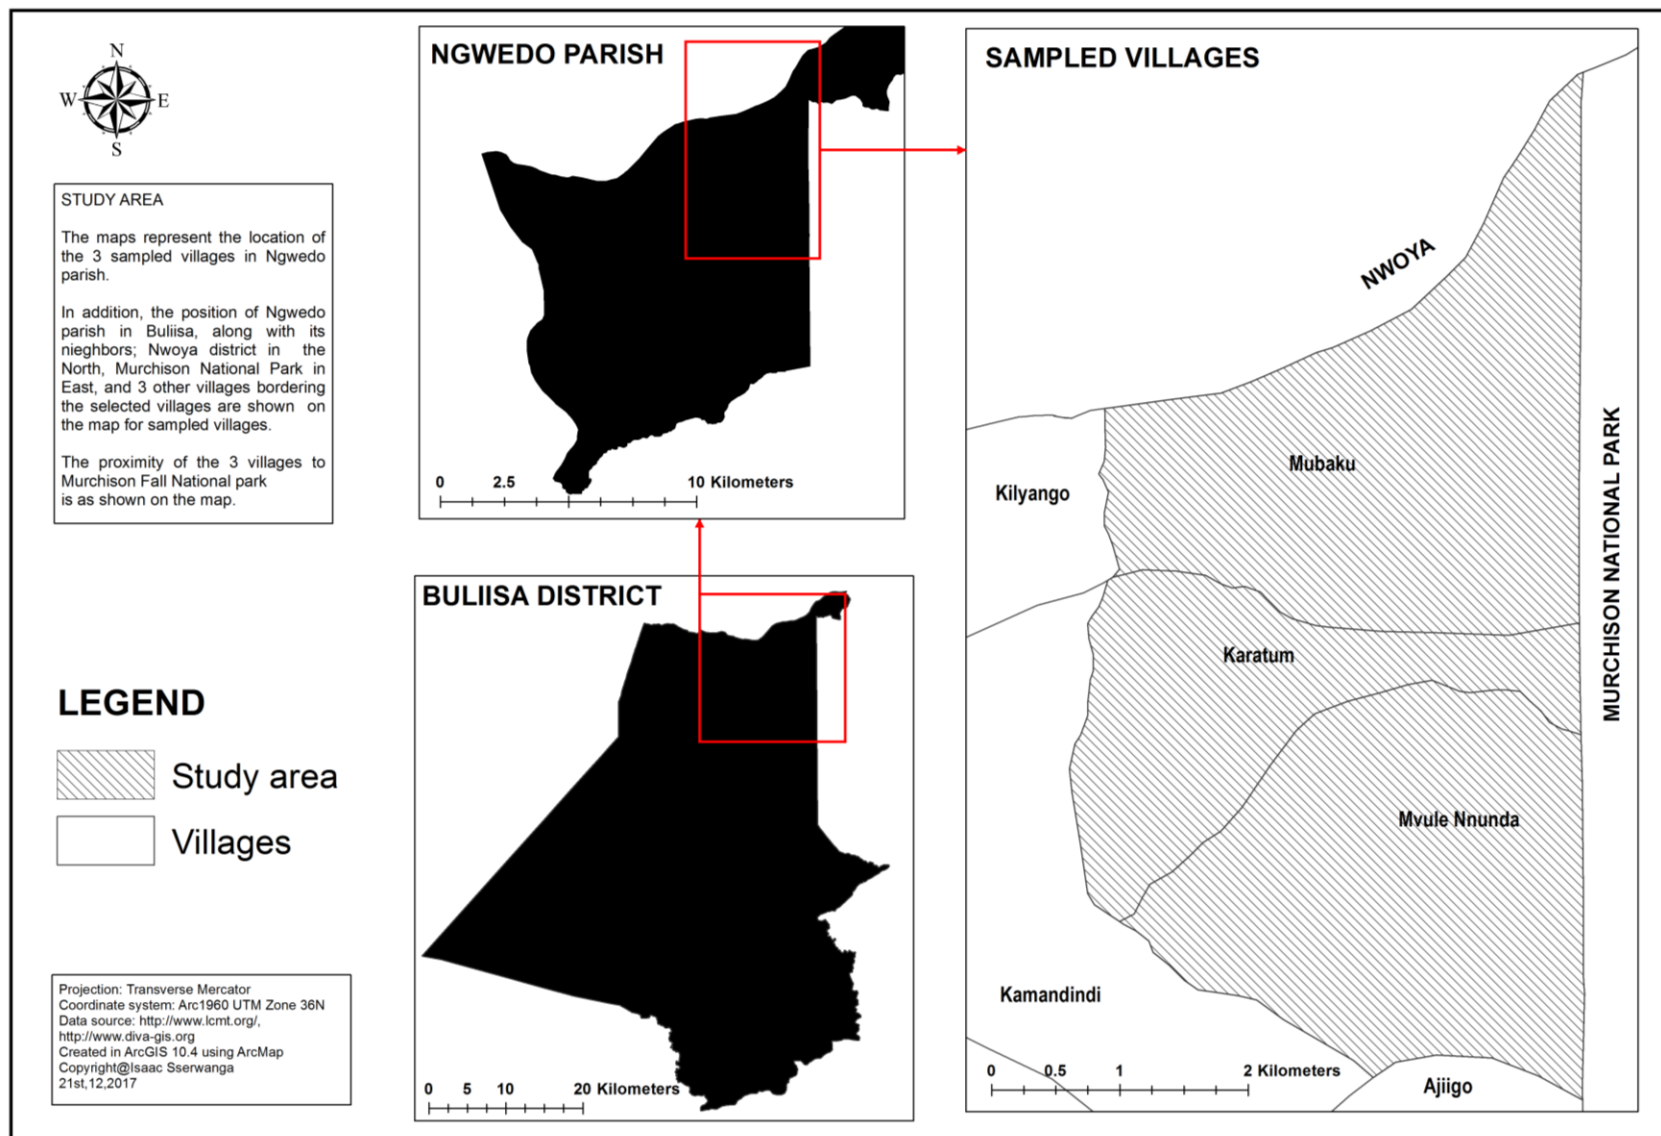 N
W
E
S
STUDY AREA
The maps represent the location of
the 3 sampled villages in Ngwedo
parish.
In addition, the position of Ngwedo
parish in Buliisa, along with its
nieghbors; Nwoya district in the
North, Murchison National Park in
East, and 3 other villages bordering
the selected villages are shown on
the map for sampled villages.
The proximity of the 3 villages to
Murchison Fall National park
is as shown on the map.
LEGEND
Study area
Villages
Projection: Transverse Mercator
Coordinate system: Arc1960 UTM Zone 36N
Data source: http://www.lcmt.org/,
http://www.diva-gis.org
Created in ArcGIS 10.4 using ArcMap
Copyright@Isaac Sserwanga
21st,12,2017
NGWEDO PARISH
0 2.5 10 Kilometers
BULIISA DISTRICT
0 5 10 20 Kilometers
SAMPLED VILLAGES
NWOYA
MURCHISON NATIONAL PARK
Mubaku
Kilyango
Karatum
Mvule Nnunda
Kamandindi
0 0.5 1 2 Kilometers
Ajiigo